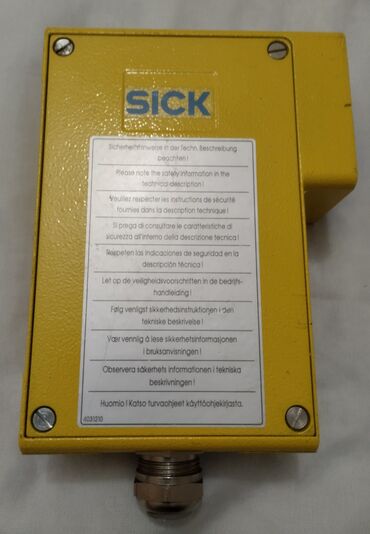 SICK
Sicherheitshinweise in der Techn. Beschreibung
beachten!
Please note the safety information in the
technical description!
Veuillez respécter les instructions de sécurité
fournies dans la description technique!
Si prega di consultare le caratteristiche di
sicurezza all'interno della descrizione tecnica!
Respeten las indicaciones de seguridad en la
descripción técnica!
Let op de veiligheidsvoorschriften in de bedrijfs-
handleiding!
Følg venligst sikkerhedsinstruktionen i den
tekniske beskrivelse!
Vær vennlig å lese sikkerhetsinformasjonen
i bruksanvisningen!
Observera säkerhets informationen i tekniska
beskrivningen!
Huomio! Katso turvaohjeet käyttöohjekirjasta.
4031210